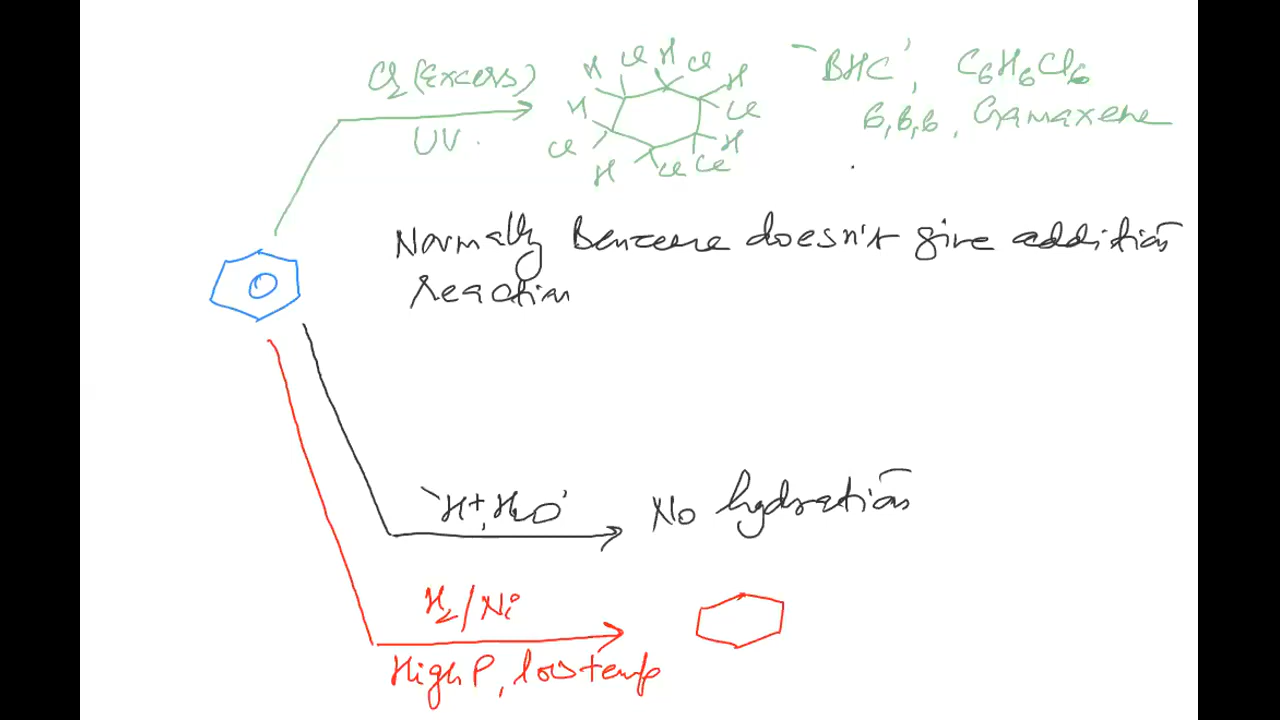 Cl2 (Excess)
UV.
H Cl H Cl H Cl H Cl Cl H Cl H
'BHC', C6H6Cl6
6,6,6, Gamaxene
Normally Benzene doesn't give addition
reaction
'H+, H2O'
No hydration
H2/Ni
High P, low temp